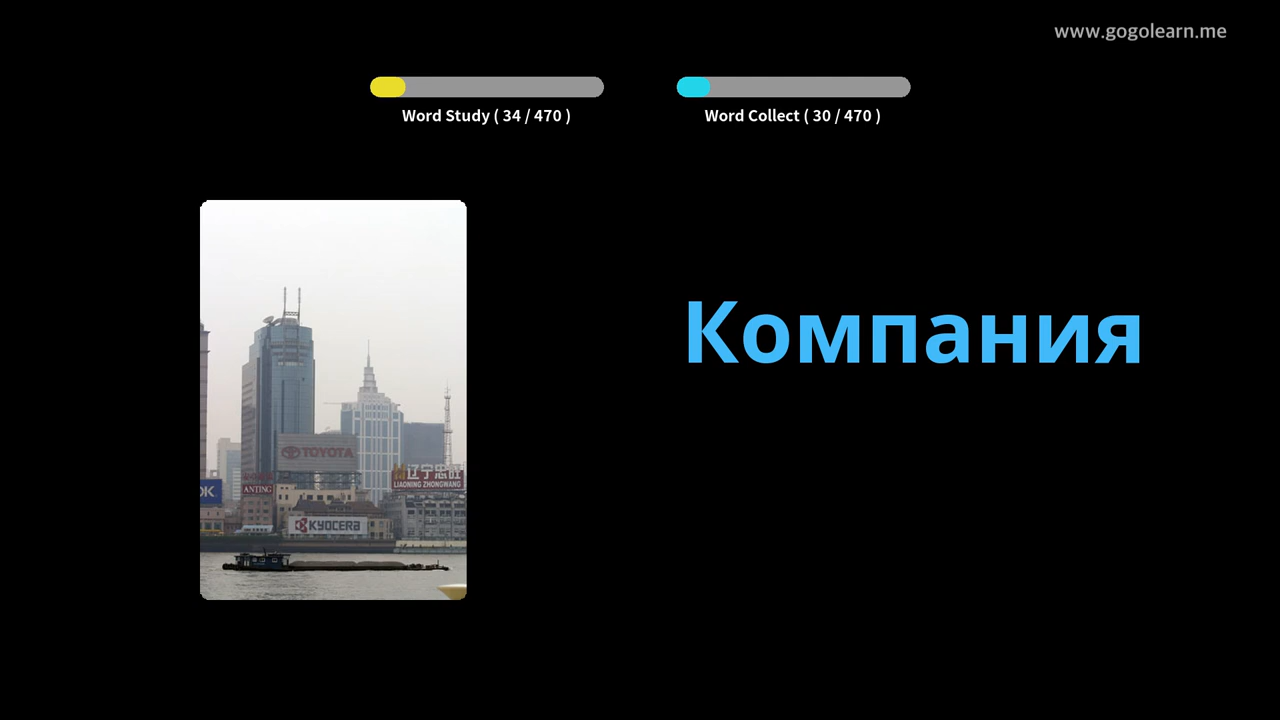 www.gogolearn.me
Word Study ( 34 / 470 )
Word Collect ( 30 / 470 )
Компания
TOYOTA
辽宁忠旺
LIAONING ZHONGWANG
OK
ANTING
KYOCERA